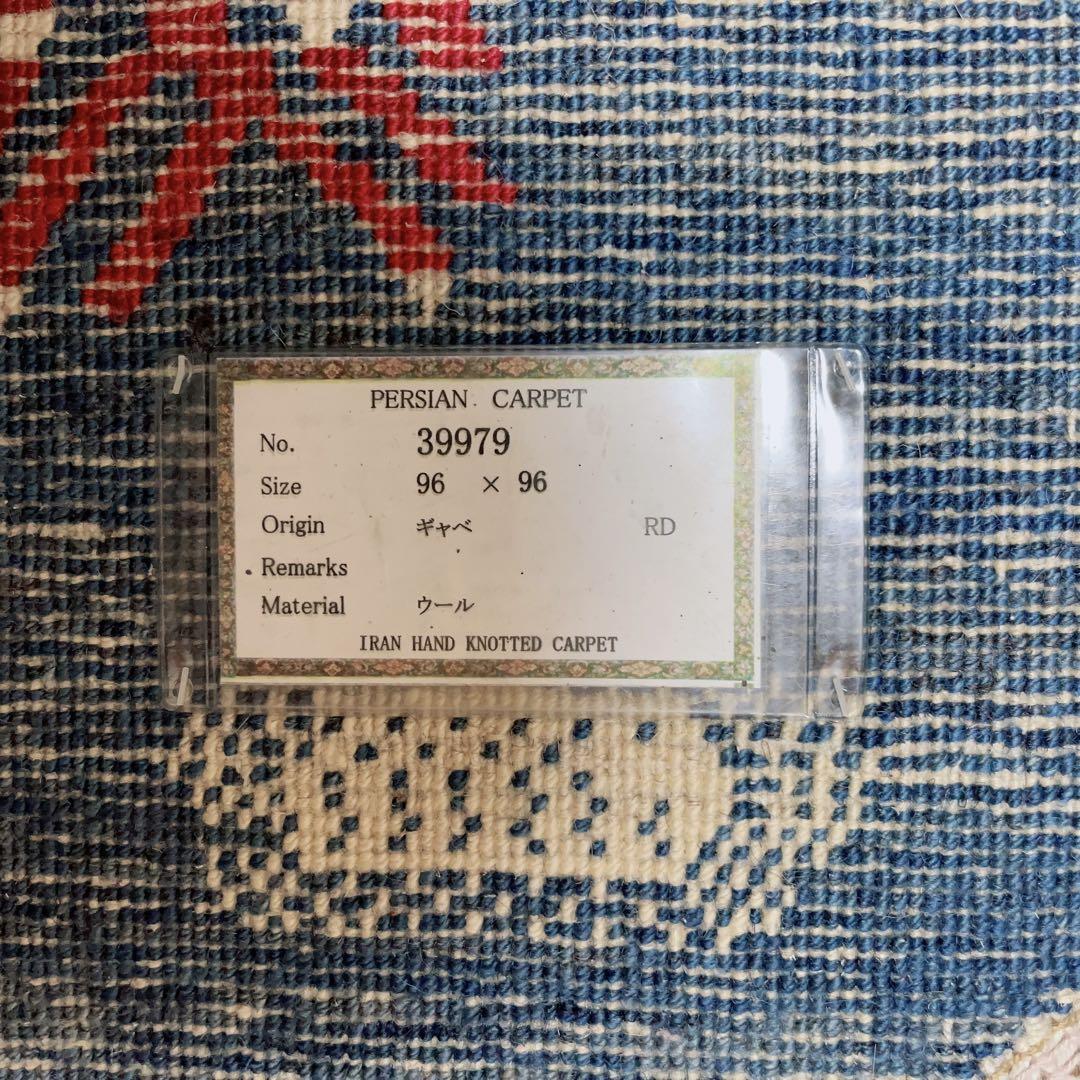 PERSIAN. CARPET
No. 39979
Size 96 × 96
Origin ギャベ RD
Remarks
Material ウール
IRAN HAND KNOTTED CARPET